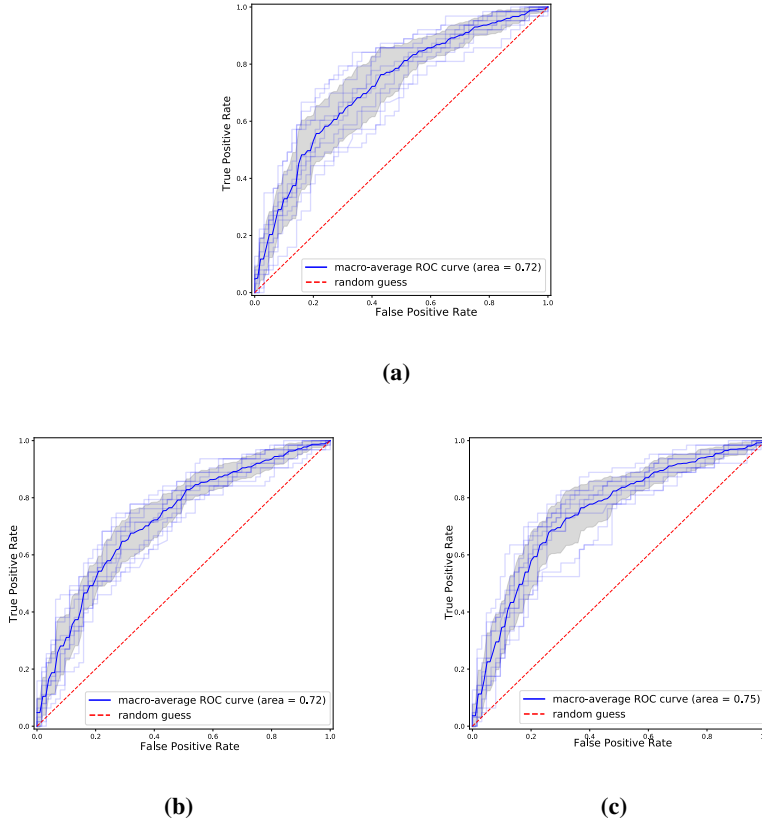 1.0
0.8
0.6
0.4
0.2
0.0
True Positive Rate
macro-average ROC curve (area = 0.72)
random guess
0.0 0.2 0.4 0.6 0.8 1.0
False Positive Rate
(a)
1.0
0.8
0.6
0.4
0.2
0.0
True Positive Rate
macro-average ROC curve (area = 0.72)
random guess
0.0 0.2 0.4 0.6 0.8 1.0
False Positive Rate
(b)
1.0
0.8
0.6
0.4
0.2
0.0
True Positive Rate
macro-average ROC curve (area = 0.75)
random guess
0.0 0.2 0.4 0.6 0.8
False Positive Rate
(c)